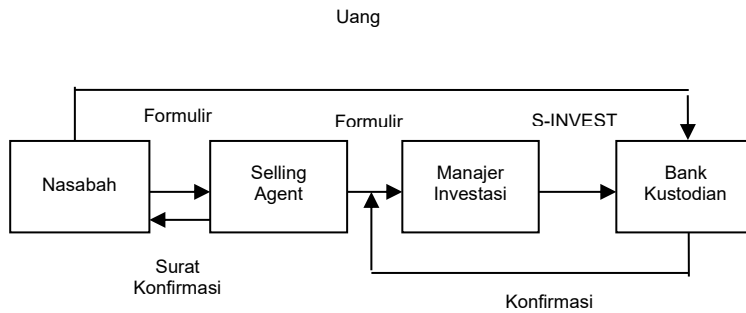 Uang
Formulir
Formulir
S-INVEST
Nasabah
Selling
Agent
Manajer
Investasi
Bank
Kustodian
Surat
Konfirmasi
Konfirmasi